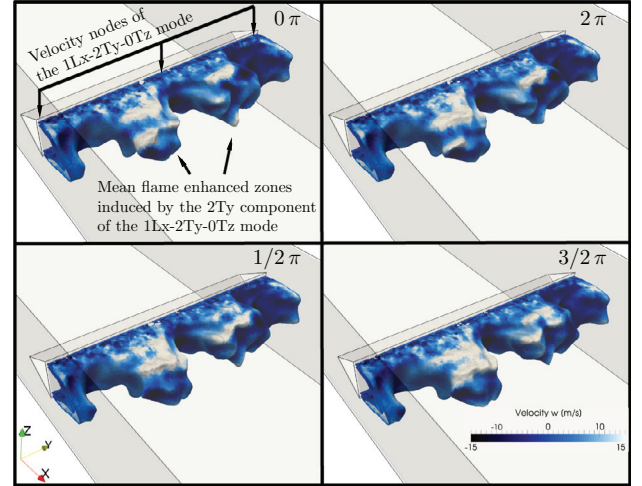 Velocity nodes of
the 1Lx-2Ty-0Tz mode
0 π
2 π
Mean flame enhanced zones
induced by the 2Ty component
of the 1Lx-2Ty-0Tz mode
1/2 π
3/2 π
Z
Y
X
Velocity w (m/s)
-10 0 10
-15 15